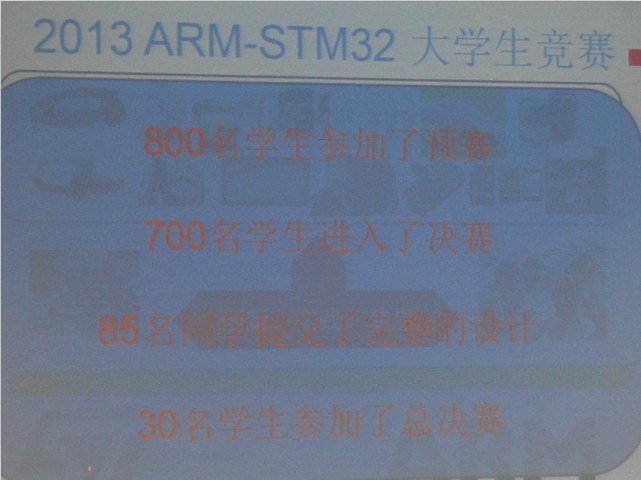 2013 ARM-STM32 大学生竞赛
800名学生参加了预赛
700名学生进入了决赛
85名同学提交了完整的设计
30名学生参加了总决赛
ARM